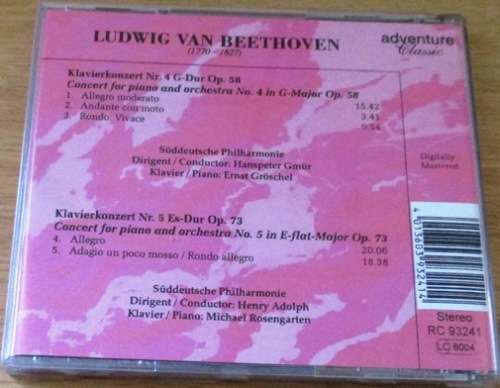 LUDWIG VAN BEETHOVEN
(1770 - 1827)
adventure
Classic
Klavierkonzert Nr. 4 G-Dur Op. 58
Concert for piano and orchestra No. 4 in G-Major Op. 58
1. Allegro moderato 15.42
2. Andante con moto 3.41
3. Rondo: Vivace 9.54
Süddeutsche Philharmonie
Dirigent / Conductor: Hanspeter Gmür
Klavier / Piano: Ernst Gröschel
Digitally
Mastered
Klavierkonzert Nr. 5 Es-Dur Op. 73
Concert for piano and orchestra No. 5 in E-flat-Major Op. 73
4. Allegro 20.06
5. Adagio un poco mosso / Rondo allegro 18.38
Süddeutsche Philharmonie
Dirigent / Conductor: Henry Adolph
Klavier / Piano: Michael Rosengarten
4 013603 932414
Stereo
RC 93241
LC 8004